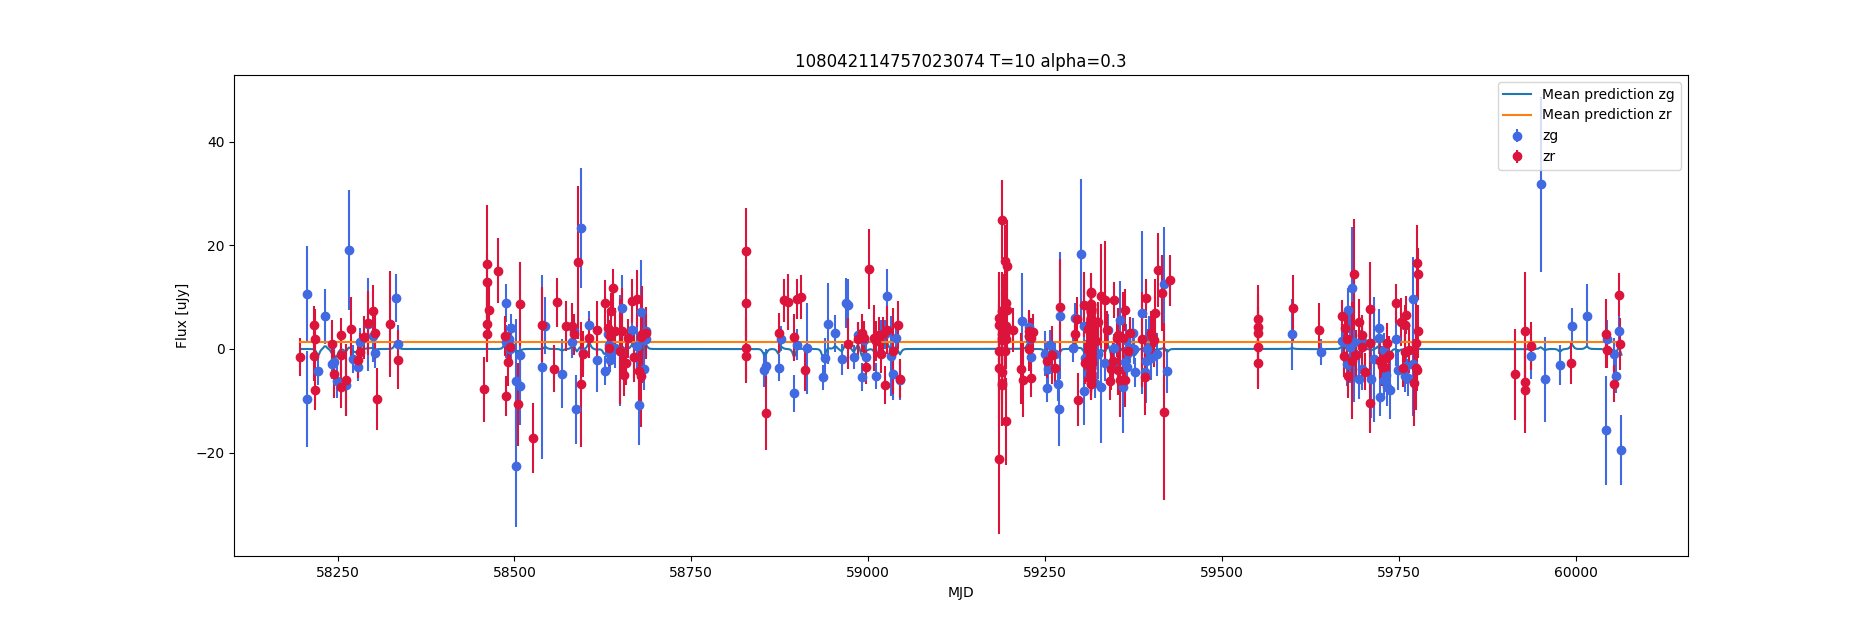 108042114757023074 T=10 alpha=0.3
Mean prediction zg
Mean prediction zr
zg
zr
Flux [uJy]
40
20
0
−20
58250 58500 58750 59000 59250 59500 59750 60000
MJD